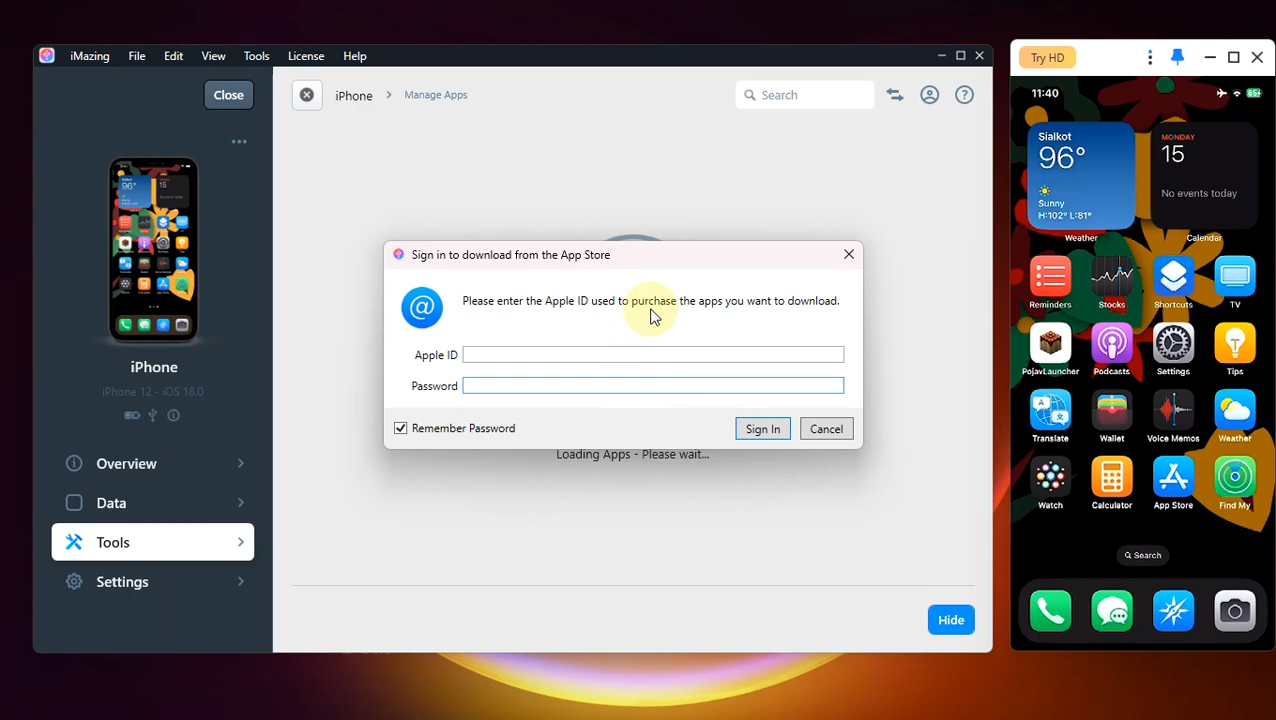 iMazing File Edit View Tools License Help
Close
iPhone
iPhone 12 - iOS 18.0
Overview
Data
Tools
Settings
iPhone > Manage Apps
Search
Sign in to download from the App Store
@
Please enter the Apple ID used to purchase the apps you want to download.
Apple ID
Password
Remember Password
Sign In
Cancel
Loading Apps - Please wait...
Hide
Try HD
11:40
Sialkot
96°
Sunny
H:102° L:81°
Weather
MONDAY
15
No events today
Calendar
Reminders Stocks Shortcuts TV
PojavLauncher Podcasts Settings Tips
Translate Wallet Voice Memos Weather
Watch Calculator App Store Find My
Search